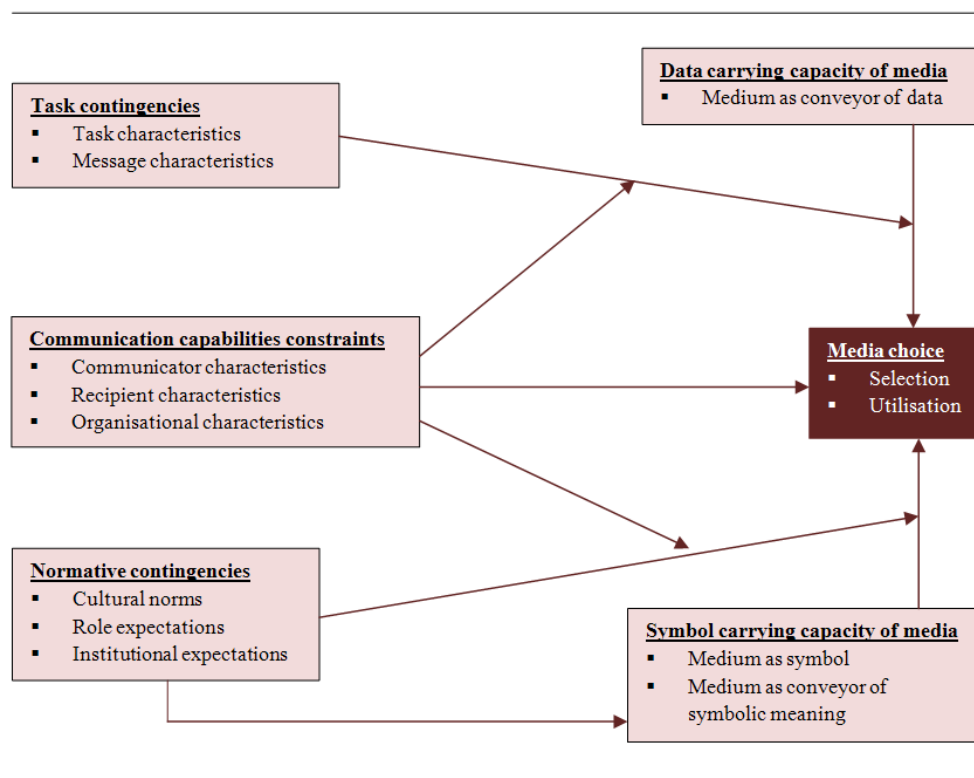 Data carrying capacity of media
▪ Medium as conveyor of data
Task contingencies
▪ Task characteristics
▪ Message characteristics
Communication capabilities constraints
▪ Communicator characteristics
▪ Recipient characteristics
▪ Organisational characteristics
Media choice
▪ Selection
▪ Utilisation
Normative contingencies
▪ Cultural norms
▪ Role expectations
▪ Institutional expectations
Symbol carrying capacity of media
▪ Medium as symbol
▪ Medium as conveyor of
symbolic meaning